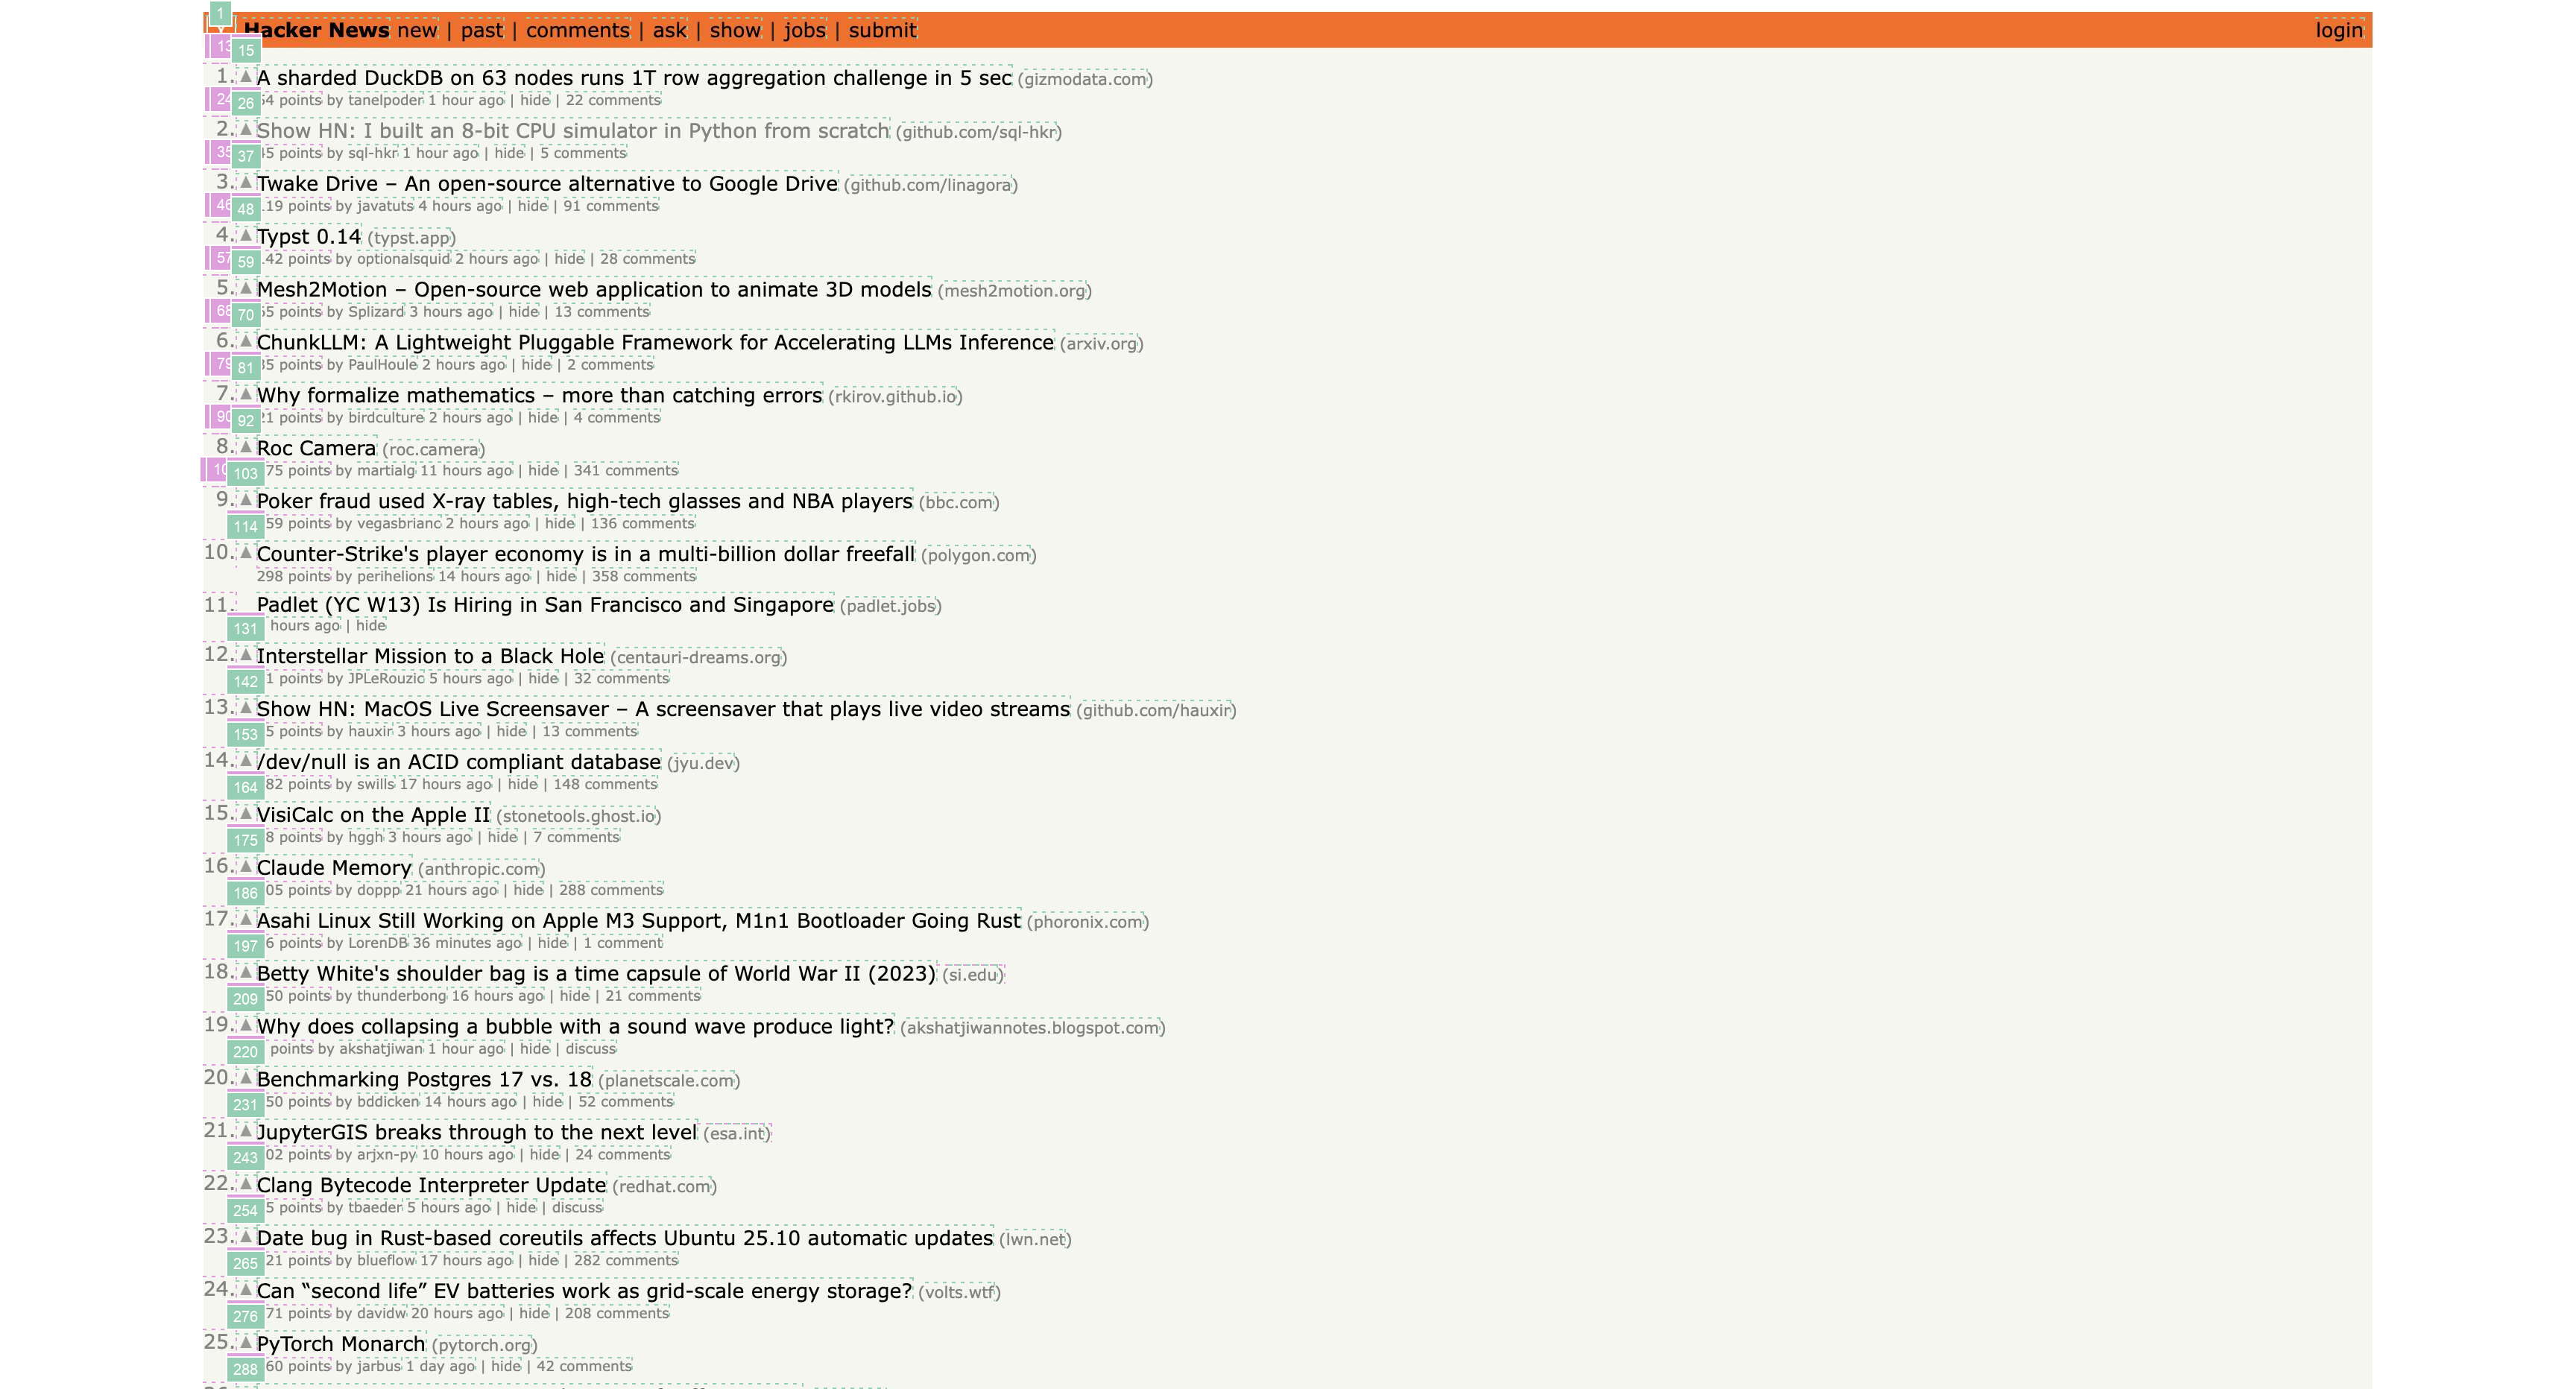 1
Hacker News new | past | comments | ask | show | jobs | submit login
13 15
1. A sharded DuckDB on 63 nodes runs 1T row aggregation challenge in 5 sec (gizmodata.com)
24 26 4 points by tanelpoder 1 hour ago | hide | 22 comments
2. Show HN: I built an 8-bit CPU simulator in Python from scratch (github.com/sql-hkr)
35 37 5 points by sql-hkr 1 hour ago | hide | 5 comments
3. Twake Drive – An open-source alternative to Google Drive (github.com/linagora)
46 48 19 points by javatuts 4 hours ago | hide | 91 comments
4. Typst 0.14 (typst.app)
57 59 42 points by optionalsquid 2 hours ago | hide | 28 comments
5. Mesh2Motion – Open-source web application to animate 3D models (mesh2motion.org)
68 70 5 points by Splizard 3 hours ago | hide | 13 comments
6. ChunkLLM: A Lightweight Pluggable Framework for Accelerating LLMs Inference (arxiv.org)
79 81 5 points by PaulHoule 2 hours ago | hide | 2 comments
7. Why formalize mathematics – more than catching errors (rkirov.github.io)
90 92 1 points by birdculture 2 hours ago | hide | 4 comments
8. Roc Camera (roc.camera)
10 103 75 points by martialg 11 hours ago | hide | 341 comments
9. Poker fraud used X-ray tables, high-tech glasses and NBA players (bbc.com)
114 59 points by vegasbrianc 2 hours ago | hide | 136 comments
10. Counter-Strike's player economy is in a multi-billion dollar freefall (polygon.com)
298 points by perihelions 14 hours ago | hide | 358 comments
11. Padlet (YC W13) Is Hiring in San Francisco and Singapore (padlet.jobs)
131 hours ago | hide
12. Interstellar Mission to a Black Hole (centauri-dreams.org)
142 1 points by JPLeRouzic 5 hours ago | hide | 32 comments
13. Show HN: MacOS Live Screensaver – A screensaver that plays live video streams (github.com/hauxir)
153 5 points by hauxir 3 hours ago | hide | 13 comments
14. /dev/null is an ACID compliant database (jyu.dev)
164 82 points by swills 17 hours ago | hide | 148 comments
15. VisiCalc on the Apple II (stonetools.ghost.io)
175 8 points by hggh 3 hours ago | hide | 7 comments
16. Claude Memory (anthropic.com)
186 05 points by doppp 21 hours ago | hide | 288 comments
17. Asahi Linux Still Working on Apple M3 Support, M1n1 Bootloader Going Rust (phoronix.com)
197 6 points by LorenDB 36 minutes ago | hide | 1 comment
18. Betty White's shoulder bag is a time capsule of World War II (2023) (si.edu)
209 50 points by thunderbong 16 hours ago | hide | 21 comments
19. Why does collapsing a bubble with a sound wave produce light? (akshatjiwannotes.blogspot.com)
220 points by akshatjiwan 1 hour ago | hide | discuss
20. Benchmarking Postgres 17 vs. 18 (planetscale.com)
231 50 points by bddicken 14 hours ago | hide | 52 comments
21. JupyterGIS breaks through to the next level (esa.int)
243 02 points by arjxn-py 10 hours ago | hide | 24 comments
22. Clang Bytecode Interpreter Update (redhat.com)
254 5 points by tbaeder 5 hours ago | hide | discuss
23. Date bug in Rust-based coreutils affects Ubuntu 25.10 automatic updates (lwn.net)
265 21 points by blueflow 17 hours ago | hide | 282 comments
24. Can “second life” EV batteries work as grid-scale energy storage? (volts.wtf)
276 71 points by davidw 20 hours ago | hide | 208 comments
25. PyTorch Monarch (pytorch.org)
288 60 points by jarbus 1 day ago | hide | 42 comments